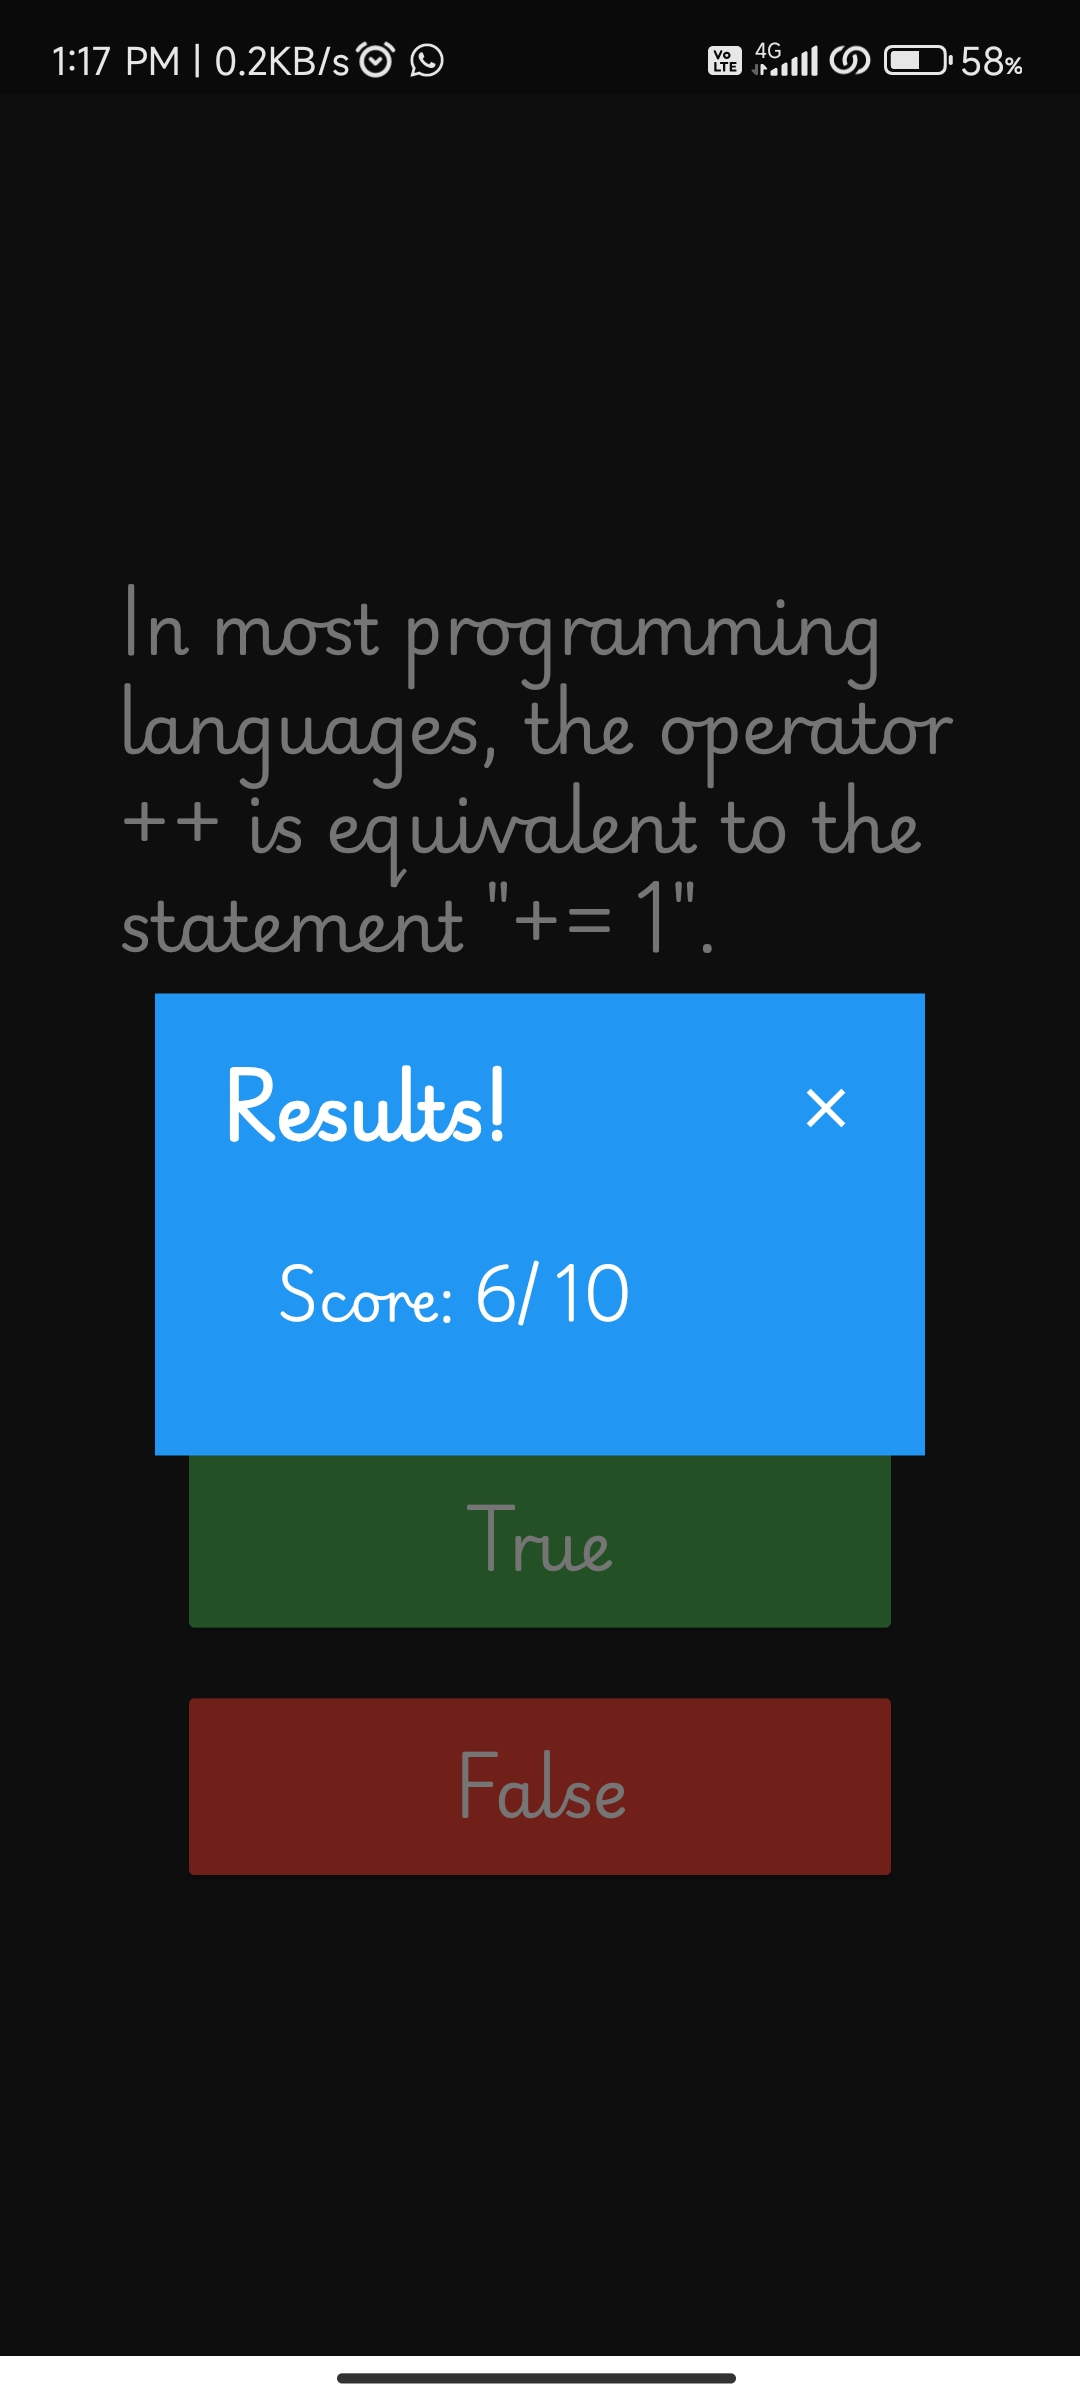 1:17 PM | 0.2KB/s Vo LTE 4G 58%
In most programming
languages, the operator
++ is equivalent to the
statement "+= 1".
Results!
Score: 6/10
True
False